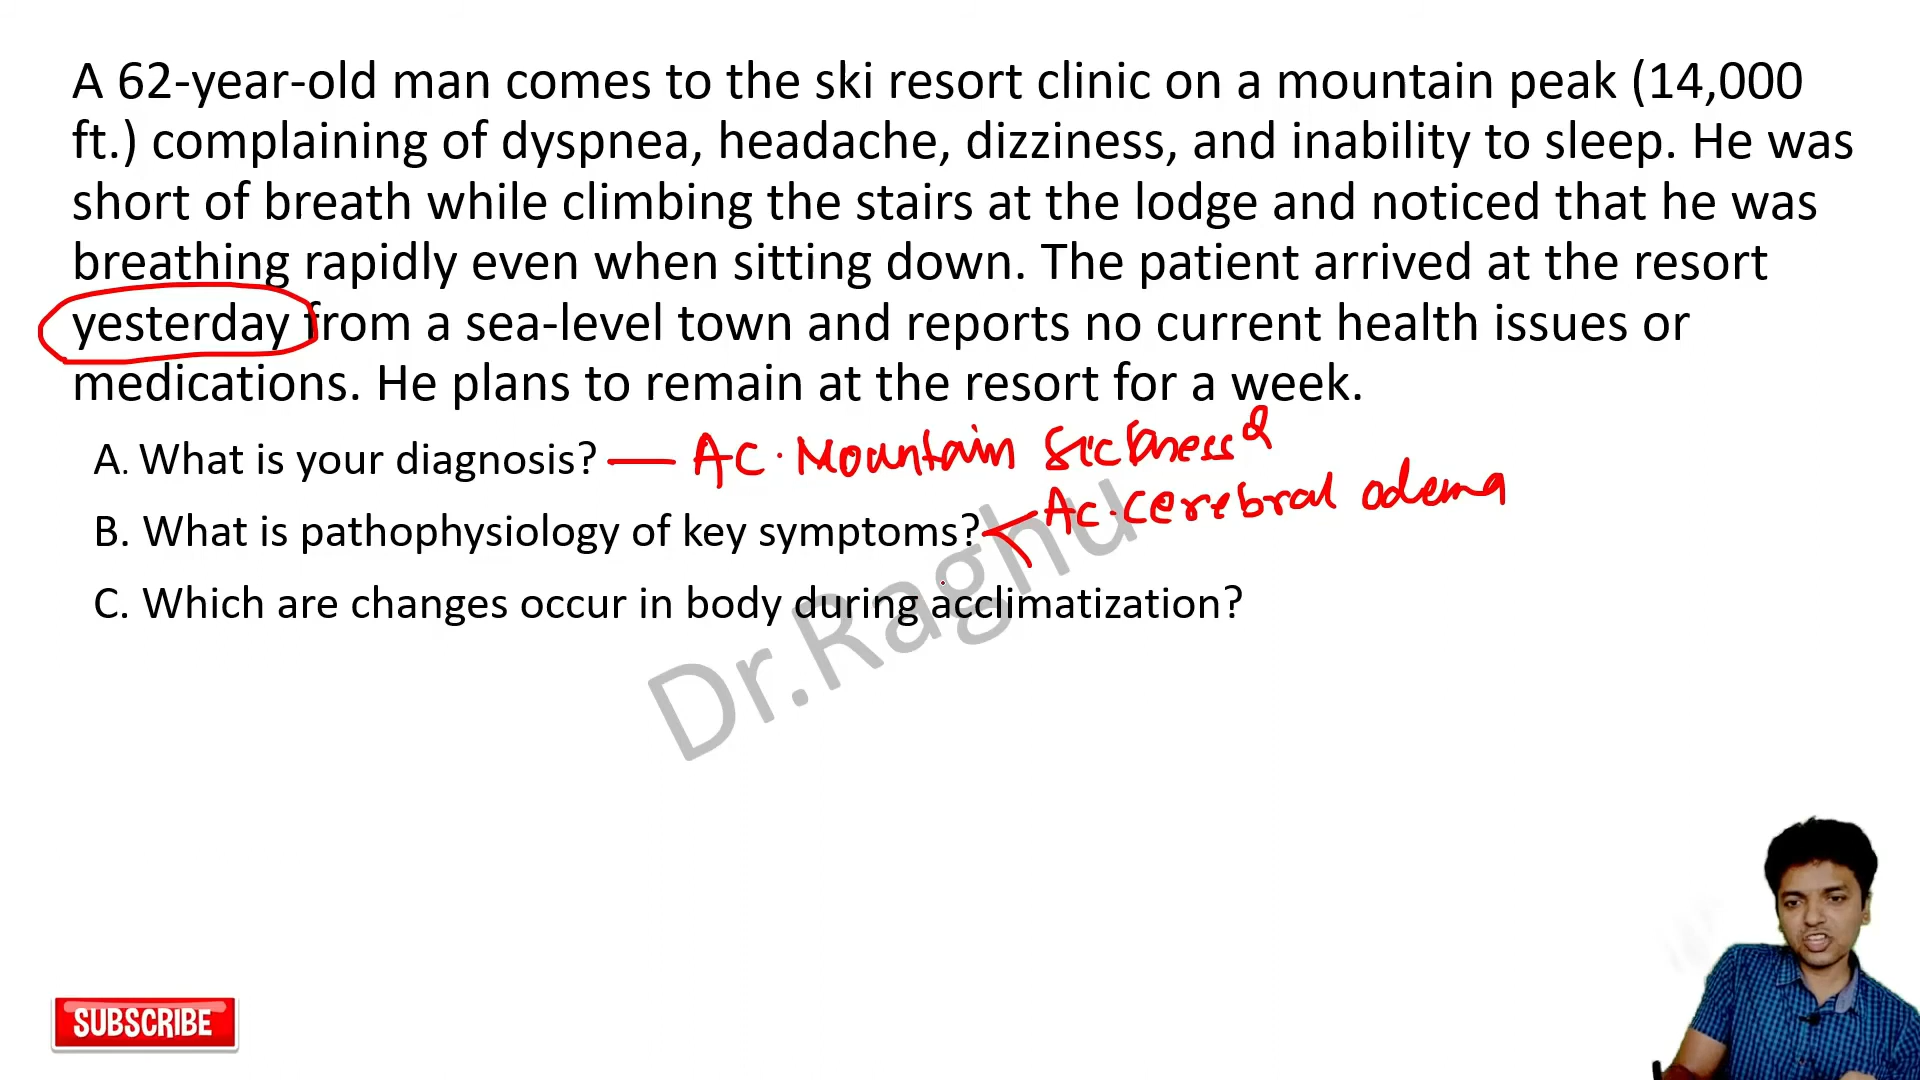 A 62-year-old man comes to the ski resort clinic on a mountain peak (14,000
ft.) complaining of dyspnea, headache, dizziness, and inability to sleep. He was
short of breath while climbing the stairs at the lodge and noticed that he was
breathing rapidly even when sitting down. The patient arrived at the resort
yesterday from a sea-level town and reports no current health issues or
medications. He plans to remain at the resort for a week.
A. What is your diagnosis? — Ac. Mountain Sickness
B. What is pathophysiology of key symptoms? Ac. cerebral odema
C. Which are changes occur in body during acclimatization?
Dr.Raghu
SUBSCRIBE